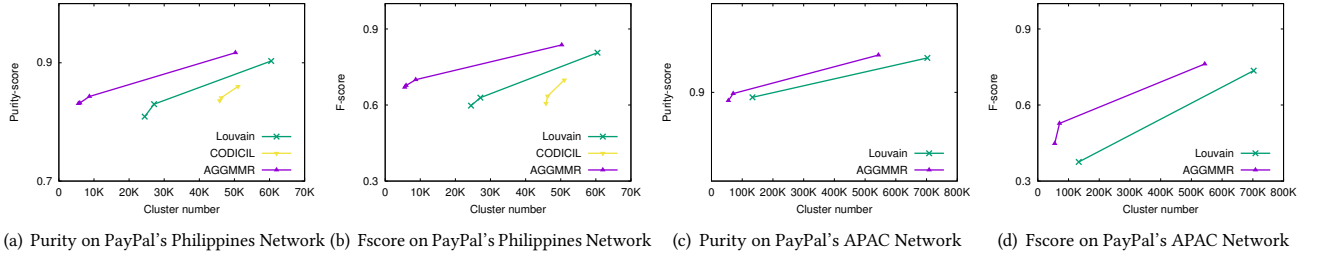 0.9
0.7
0 10K 20K 30K 40K 50K 60K 70K
Purity-score
Cluster number
Louvain
CODICIL
AGGMMR
(a) Purity on PayPal's Philippines Network
0.9
0.6
0.3
0 10K 20K 30K 40K 50K 60K 70K
F-score
Cluster number
Louvain
CODICIL
AGGMMR
(b) Fscore on PayPal's Philippines Network
0.9
0 100K 200K 300K 400K 500K 600K 700K 800K
Purity-score
Cluster number
Louvain
AGGMMR
(c) Purity on PayPal's APAC Network
0.9
0.6
0.3
0 100K 200K 300K 400K 500K 600K 700K 800K
F-score
Cluster number
Louvain
AGGMMR
(d) Fscore on PayPal's APAC Network